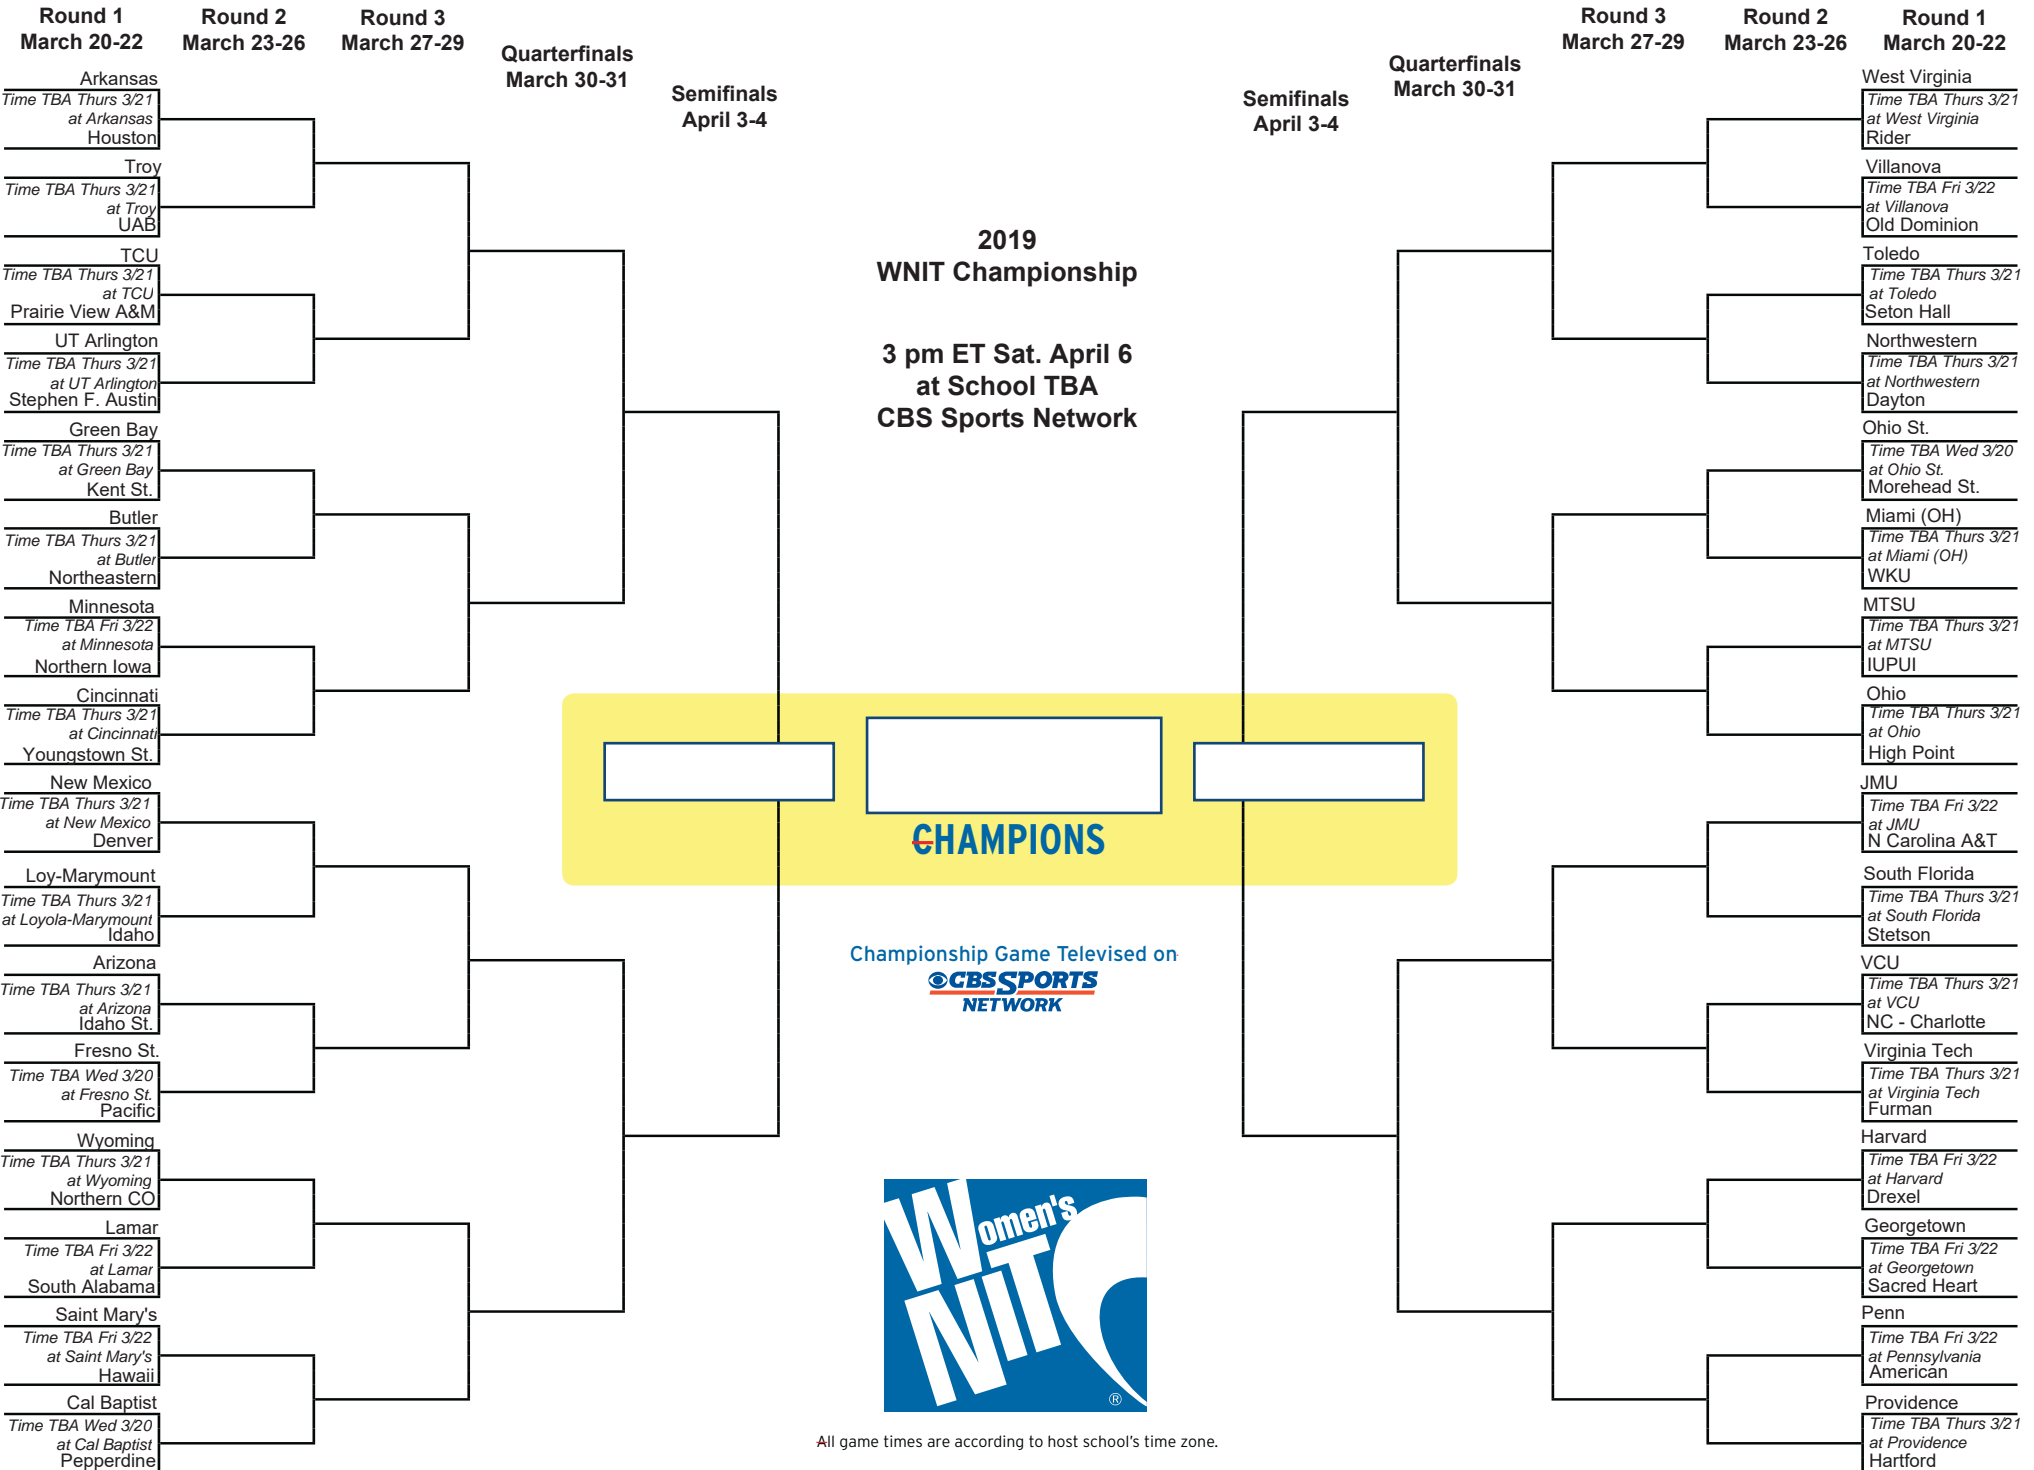 Round 1
March 20-22
Round 2
March 23-26
Round 3
March 27-29
Quarterfinals
March 30-31
Semifinals
April 3-4
Arkansas
Time TBA Thurs 3/21
at Arkansas
Houston
Troy
Time TBA Thurs 3/21
at Troy
UAB
TCU
Time TBA Thurs 3/21
at TCU
Prairie View A&M
UT Arlington
Time TBA Thurs 3/21
at UT Arlington
Stephen F. Austin
Green Bay
Time TBA Thurs 3/21
at Green Bay
Kent St.
Butler
Time TBA Thurs 3/21
at Butler
Northeastern
Minnesota
Time TBA Fri 3/22
at Minnesota
Northern Iowa
Cincinnati
Time TBA Thurs 3/21
at Cincinnati
Youngstown St.
New Mexico
Time TBA Thurs 3/21
at New Mexico
Denver
Loy-Marymount
Time TBA Thurs 3/21
at Loyola-Marymount
Idaho
Arizona
Time TBA Thurs 3/21
at Arizona
Idaho St.
Fresno St.
Time TBA Wed 3/20
at Fresno St.
Pacific
Wyoming
Time TBA Thurs 3/21
at Wyoming
Northern CO
Lamar
Time TBA Fri 3/22
at Lamar
South Alabama
Saint Mary's
Time TBA Fri 3/22
at Saint Mary's
Hawaii
Cal Baptist
Time TBA Wed 3/20
at Cal Baptist
Pepperdine
2019
WNIT Championship
3 pm ET Sat. April 6
at School TBA
CBS Sports Network
CHAMPIONS
Championship Game Televised on
CBS SPORTS
NETWORK
Women's
NIT
®
All game times are according to host school's time zone.
Semifinals
April 3-4
Quarterfinals
March 30-31
Round 3
March 27-29
Round 2
March 23-26
Round 1
March 20-22
West Virginia
Time TBA Thurs 3/21
at West Virginia
Rider
Villanova
Time TBA Fri 3/22
at Villanova
Old Dominion
Toledo
Time TBA Thurs 3/21
at Toledo
Seton Hall
Northwestern
Time TBA Thurs 3/21
at Northwestern
Dayton
Ohio St.
Time TBA Wed 3/20
at Ohio St.
Morehead St.
Miami (OH)
Time TBA Thurs 3/21
at Miami (OH)
WKU
MTSU
Time TBA Thurs 3/21
at MTSU
IUPUI
Ohio
Time TBA Thurs 3/21
at Ohio
High Point
JMU
Time TBA Fri 3/22
at JMU
N Carolina A&T
South Florida
Time TBA Thurs 3/21
at South Florida
Stetson
VCU
Time TBA Thurs 3/21
at VCU
NC - Charlotte
Virginia Tech
Time TBA Thurs 3/21
at Virginia Tech
Furman
Harvard
Time TBA Fri 3/22
at Harvard
Drexel
Georgetown
Time TBA Fri 3/22
at Georgetown
Sacred Heart
Penn
Time TBA Fri 3/22
at Pennsylvania
American
Providence
Time TBA Thurs 3/21
at Providence
Hartford